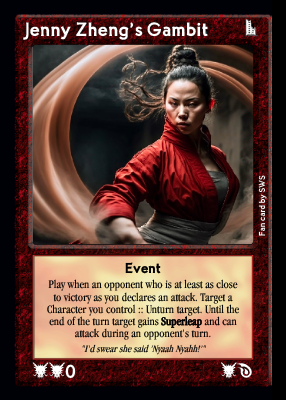 Jenny Zheng's Gambit
Fan card by SWS
Event
Play when an opponent who is at least as close
to victory as you declares an attack. Target a
Character you control :: Unturn target. Until the
end of the turn target gains Superleap and can
attack during an opponent's turn.
"I'd swear she said 'Nyaah Nyahh!'"
0